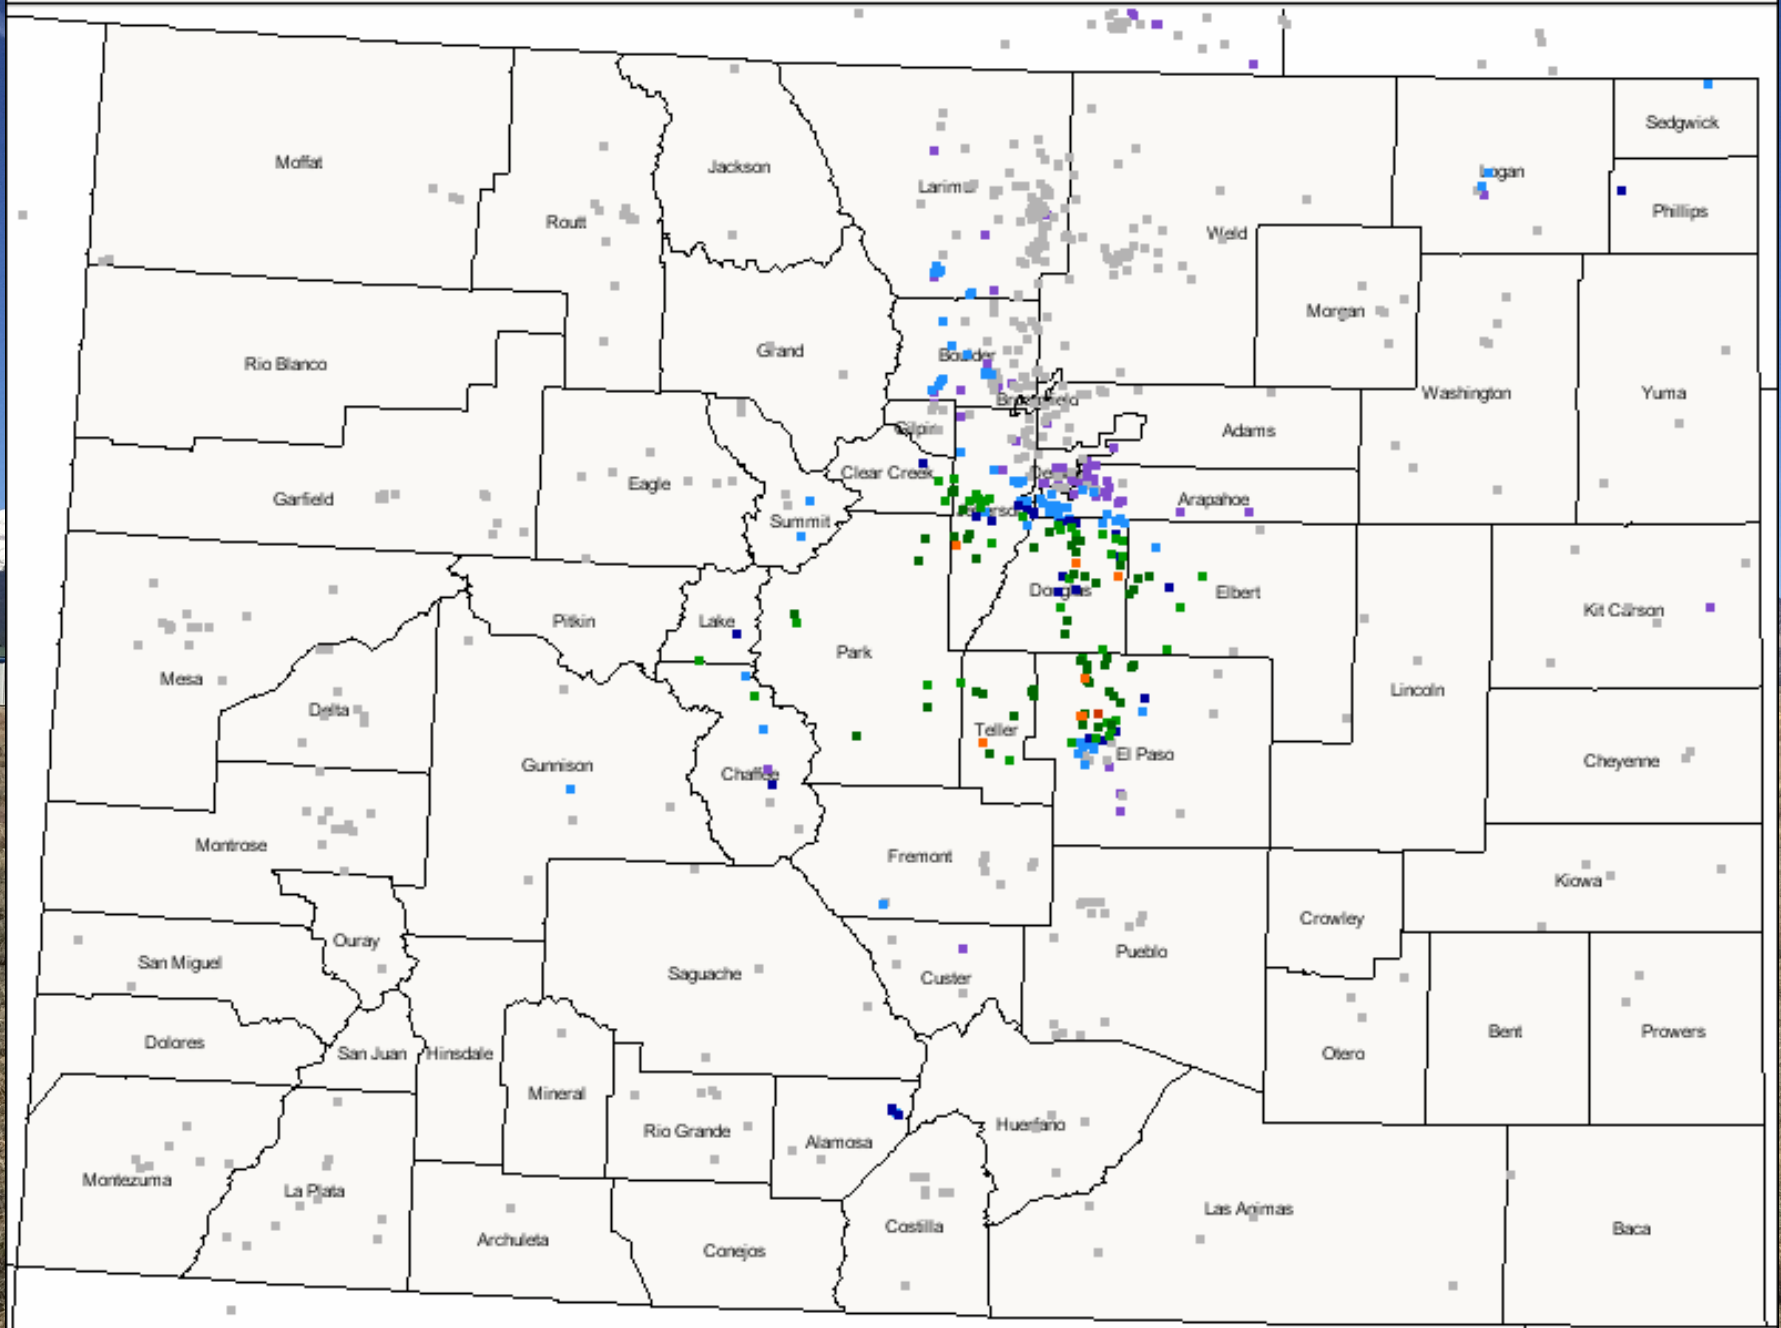 Sedgwick
Moffat
Jackson
Logan
Larimer
Phillips
Routt
Weld
Morgan
Grand
Boulder
Rio Blanco
Washington
Yuma
Broomfield
Gilpin
Adams
Clear Creek
Denver
Eagle
Garfield
Arapahoe
Jefferson
Summit
Douglas
Elbert
Kit Carson
Pitkin
Lake
Park
Mesa
Lincoln
Delta
Teller
El Paso
Cheyenne
Gunnison
Chaffee
Montrose
Fremont
Kiowa
Crowley
Ouray
Pueblo
San Miguel
Saguache
Custer
Bent
Prowers
Dolores
San Juan
Hinsdale
Otero
Mineral
Huerfano
Rio Grande
Alamosa
Montezuma
La Plata
Las Animas
Costilla
Baca
Archuleta
Conejos